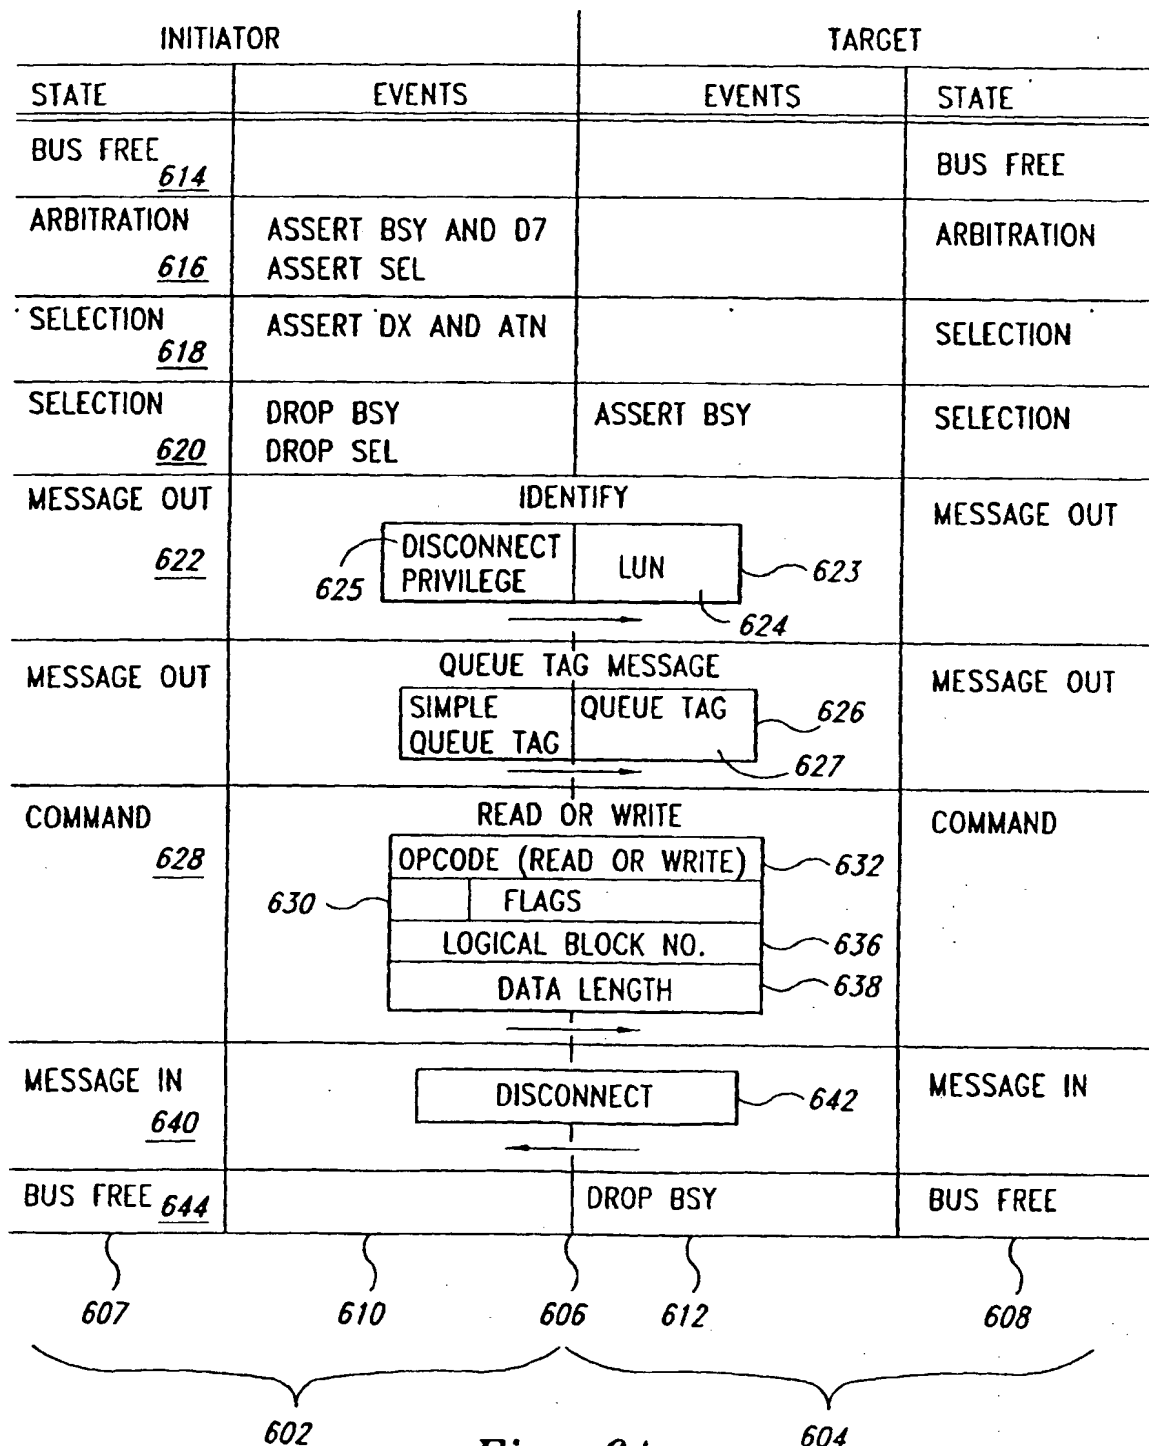 INITIATOR TARGET
STATE EVENTS EVENTS STATE
BUS FREE 614 BUS FREE
ARBITRATION 616 ASSERT BSY AND D7 ARBITRATION
ASSERT SEL
SELECTION 618 ASSERT DX AND ATN SELECTION
SELECTION 620 DROP BSY ASSERT BSY SELECTION
DROP SEL
MESSAGE OUT 622 IDENTIFY MESSAGE OUT
625 DISCONNECT PRIVILEGE LUN 623
624
MESSAGE OUT QUEUE TAG MESSAGE MESSAGE OUT
SIMPLE QUEUE TAG QUEUE TAG 626
627
COMMAND 628 READ OR WRITE COMMAND
OPCODE (READ OR WRITE) 632
630 FLAGS
LOGICAL BLOCK NO. 636
DATA LENGTH 638
MESSAGE IN 640 DISCONNECT 642 MESSAGE IN
BUS FREE 644 DROP BSY BUS FREE
607 610 606 612 608
602 604